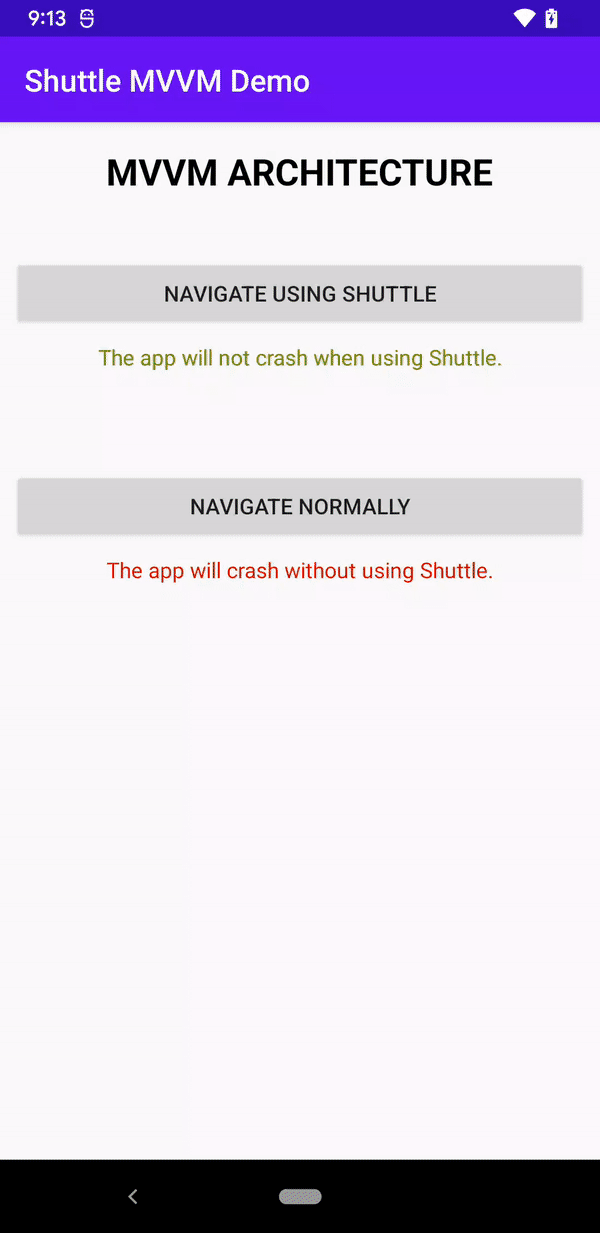 9:13
Shuttle MVVM Demo
MVVM ARCHITECTURE
NAVIGATE USING SHUTTLE
The app will not crash when using Shuttle.
NAVIGATE NORMALLY
The app will crash without using Shuttle.